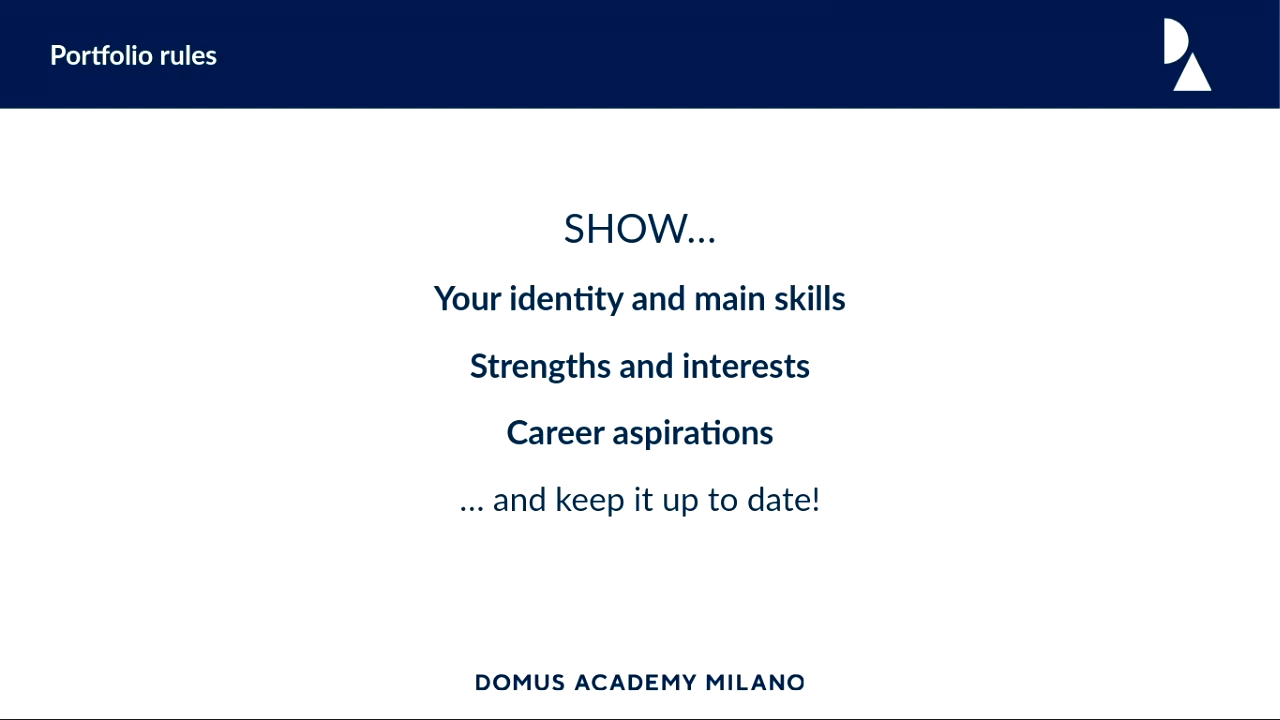 Portfolio rules
SHOW...
Your identity and main skills
Strengths and interests
Career aspirations
... and keep it up to date!
DOMUS ACADEMY MILANO